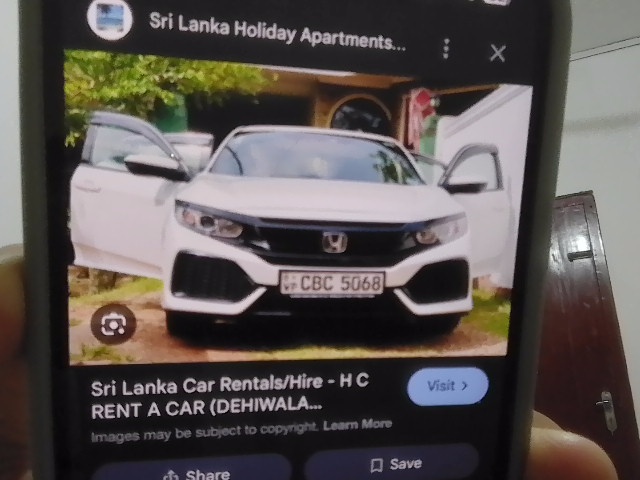 Sri Lanka Holiday Apartments...
WP CBC 5068
Sri Lanka Car Rentals/Hire - H C
Visit >
RENT A CAR (DEHIWALA...
Images may be subject to copyright. Learn More
Share
Save